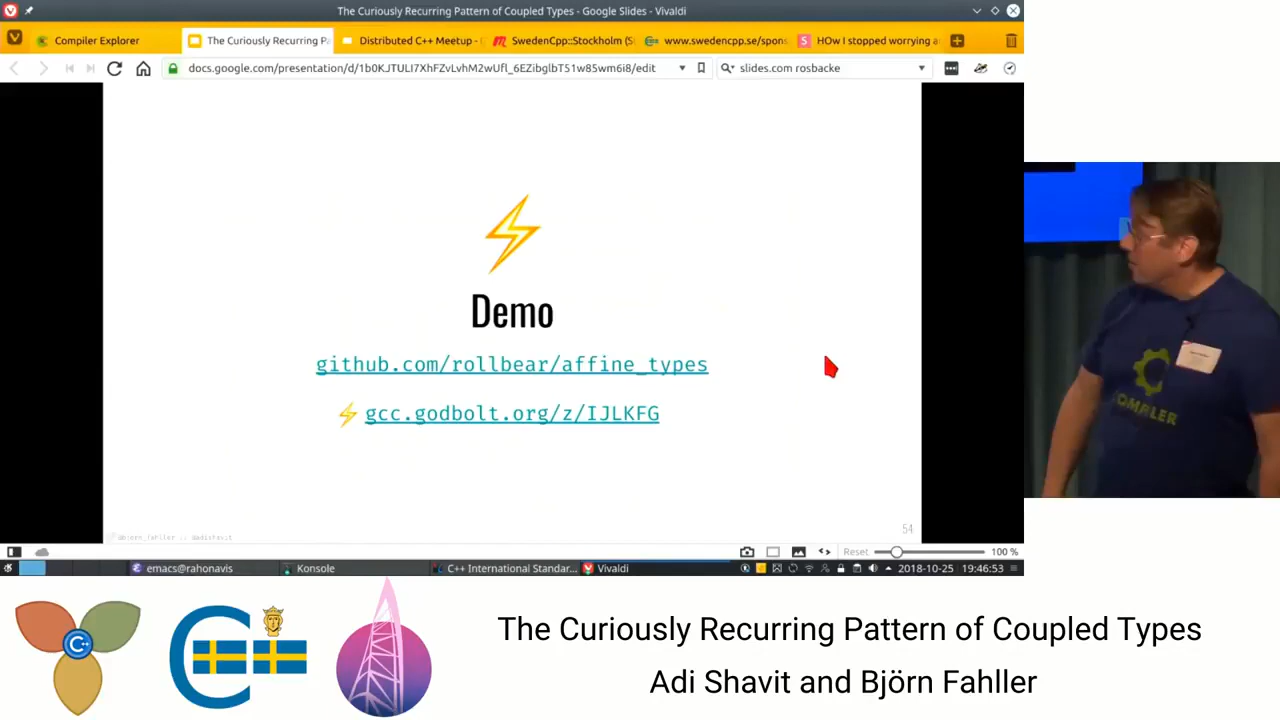 The Curiously Recurring Pattern of Coupled Types - Google Slides - Vivaldi
Compiler Explorer
The Curiously Recurring Pa
Distributed C++ Meetup -
SwedenCpp::Stockholm (S
www.swedencpp.se/spon
HOw I stopped worrying a
docs.google.com/presentation/d/1b0KJTULI7XhFZvLvhM2wUfl_6EZibglbT51w85wm6i8/edit
slides.com rosbacke
Demo
github.com/rollbear/affine_types
gcc.godbolt.org/z/IJLKFG
54
Reset
100 %
emacs@rahonavis
Konsole
C++ International Standar...
Vivaldi
2018-10-25
19:46:53
COMPILER
C++
The Curiously Recurring Pattern of Coupled Types
Adi Shavit and Björn Fahller